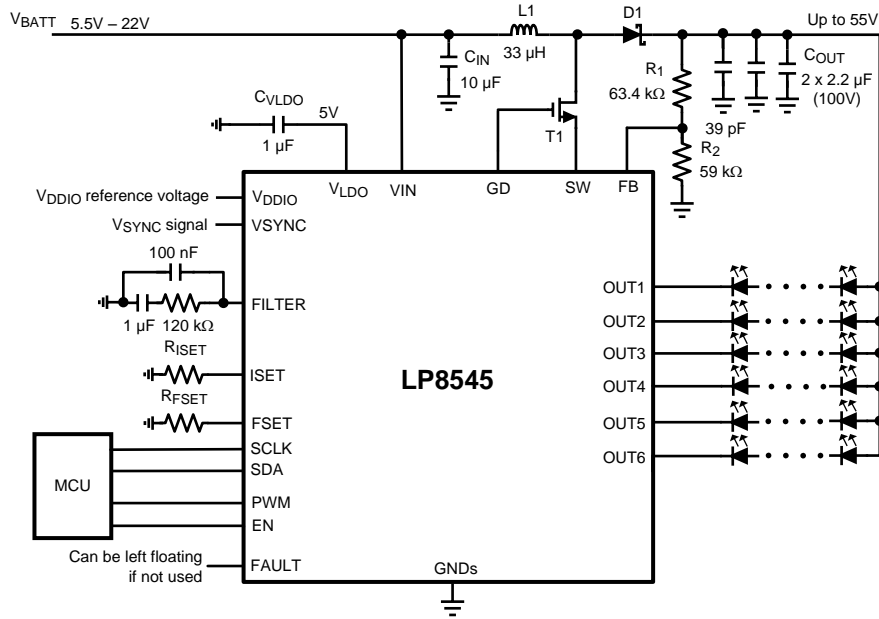 VBATT 5.5V – 22V
L1
D1
Up to 55V
33 µH
CIN
10 µF
R1
63.4 kΩ
COUT
2 x 2.2 µF
(100V)
CVLDO
5V
1 µF
T1
39 pF
R2
59 kΩ
VLDO
VIN
GD
SW
FB
VDDIO reference voltage
VDDIO
VSYNC signal
VSYNC
100 nF
FILTER
1 µF
120 kΩ
RISET
ISET
RFSET
FSET
MCU
SCLK
SDA
PWM
EN
Can be left floating
if not used
FAULT
LP8545
GNDs
OUT1
OUT2
OUT3
OUT4
OUT5
OUT6